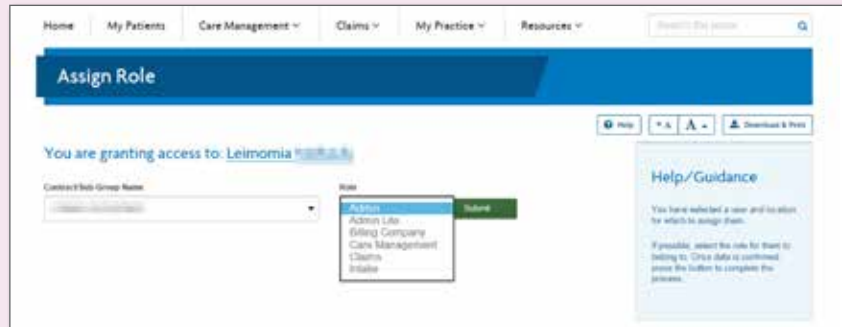 Home My Patients Care Management Claims My Practice Resources
Assign Role
Help A A Download & Print
You are granting access to: Leimomia
Contract/Sub Group Name
Role
Admin
Submit
Admin Lite
Billing Company
Care Management
Claims
Intake
Help/Guidance
You have selected a user and location
for which to assign them.
If possible, select the role for them to
belong to. Once data is confirmed
press the button to complete the
process.